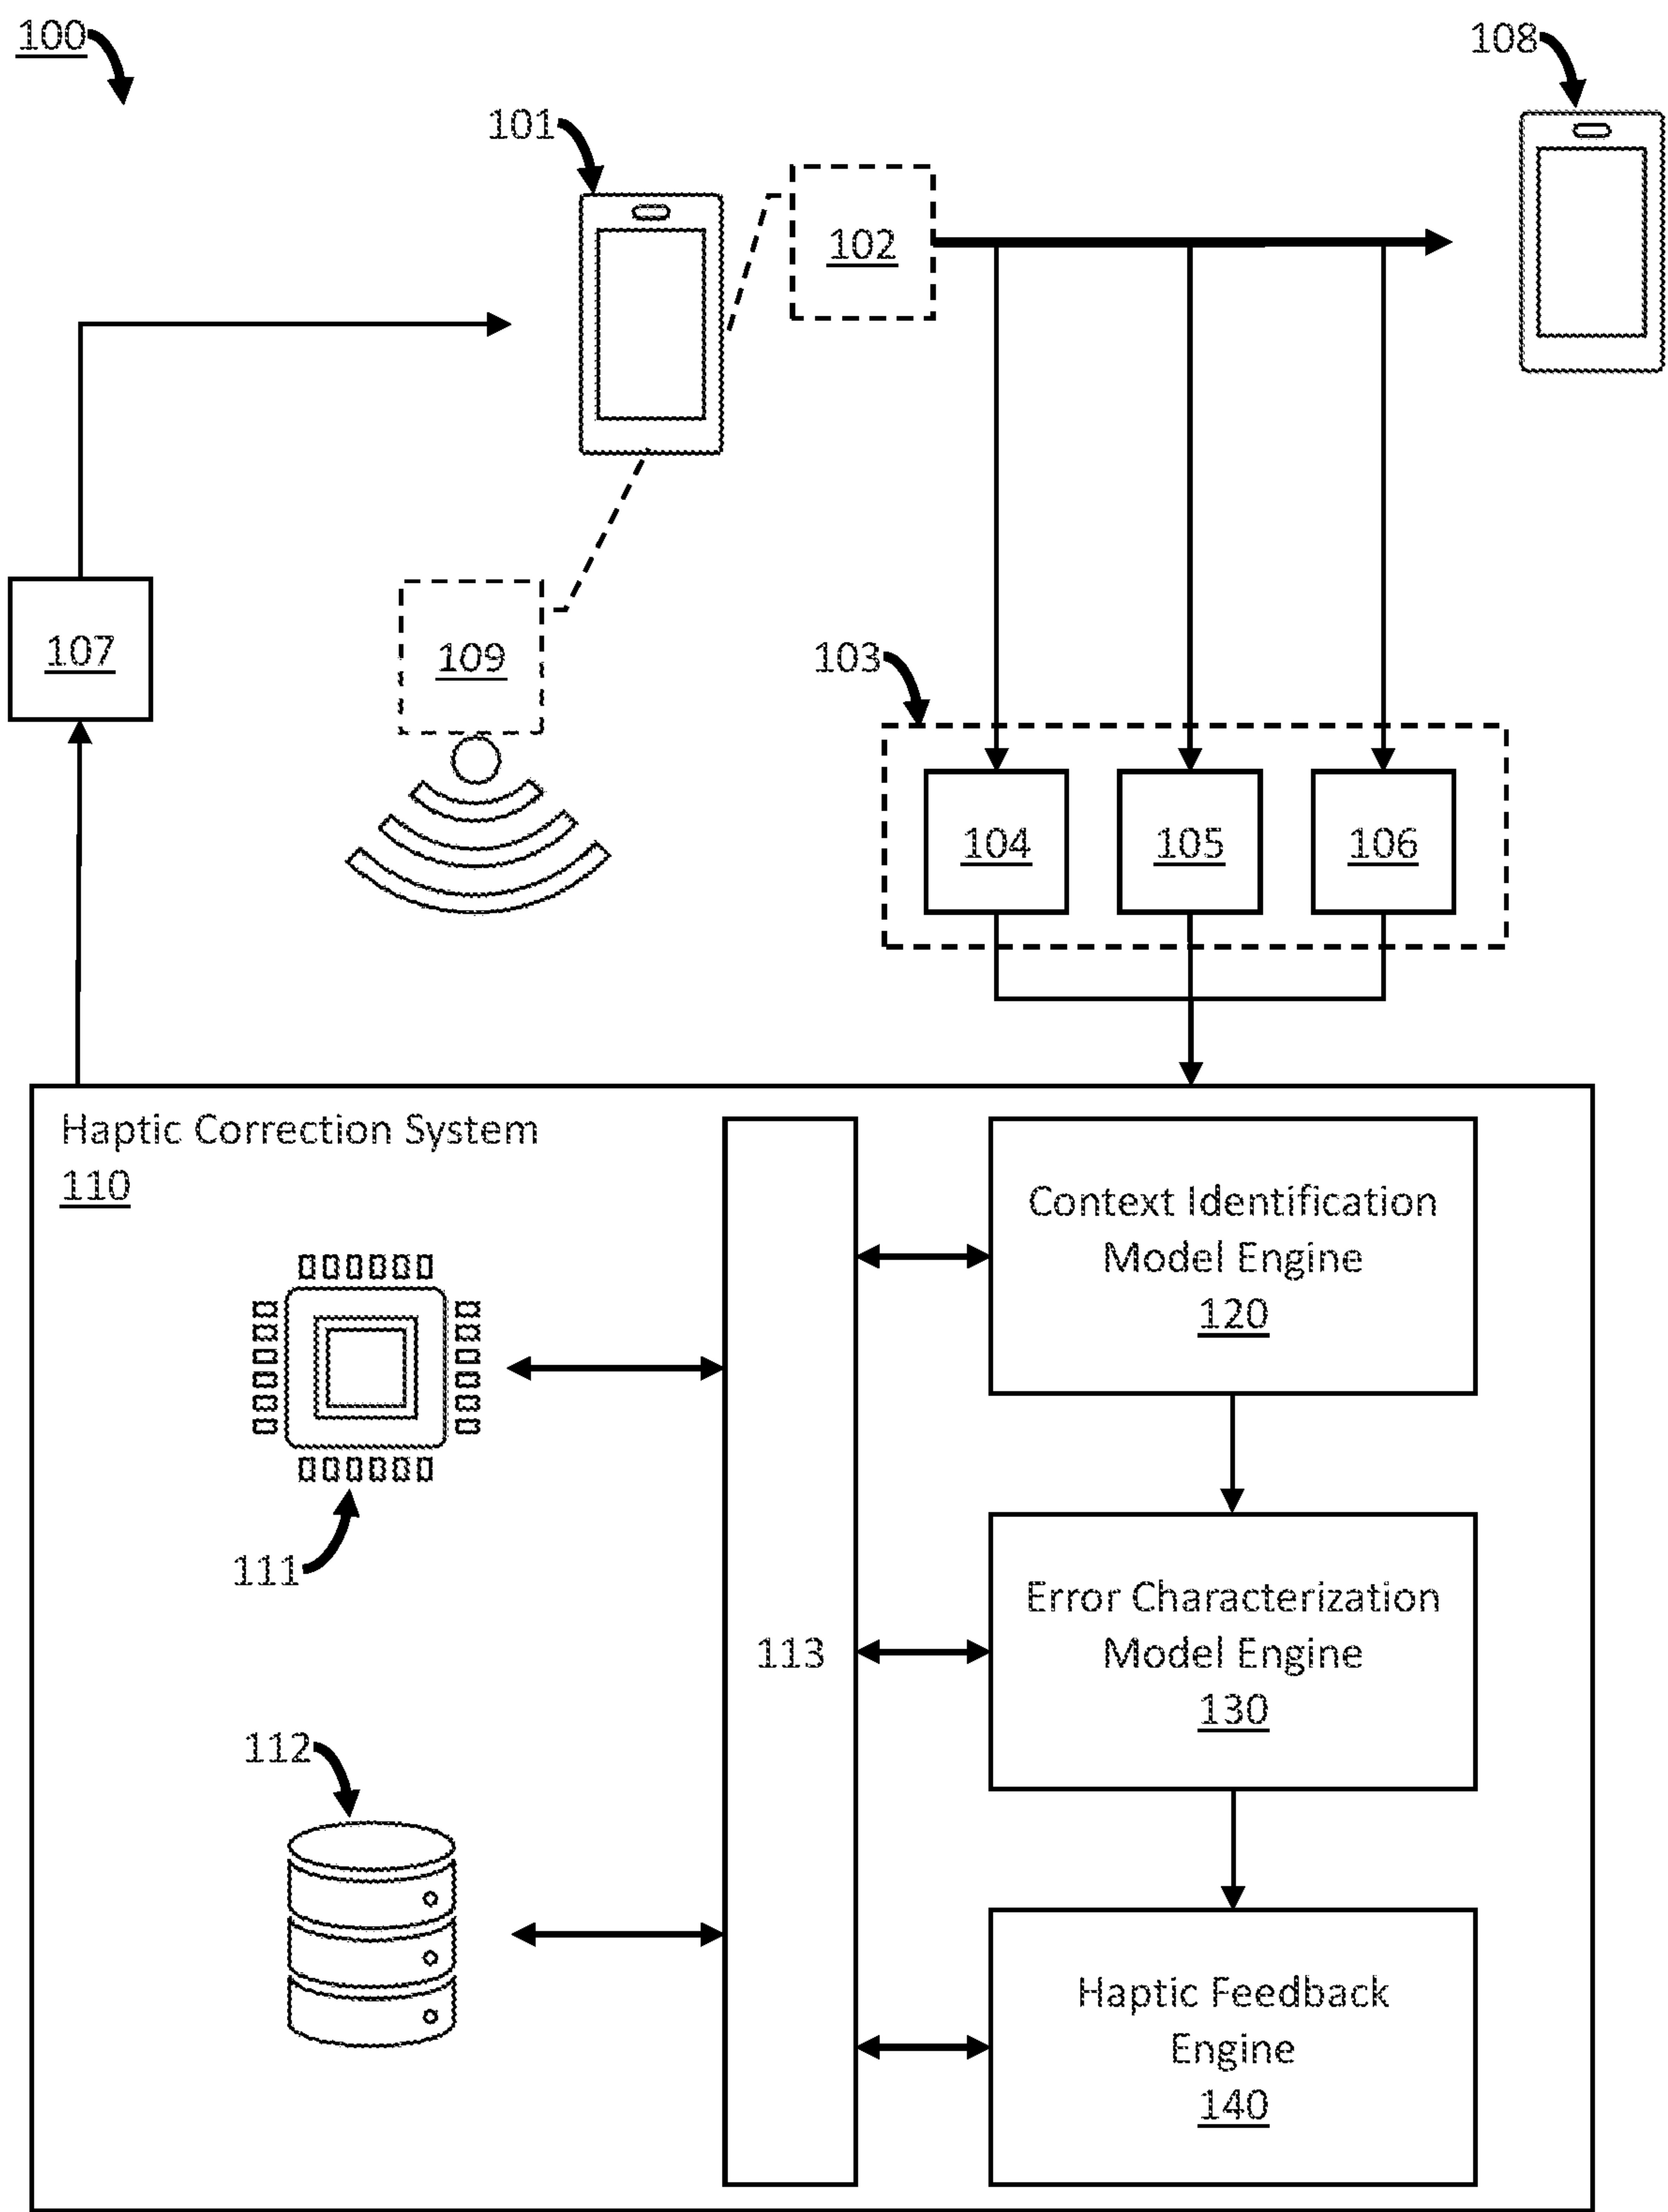 100
108
101
102
107
109
103
104
105
106
Haptic Correction System
110
Context Identification
Model Engine
120
111
Error Characterization
Model Engine
130
113
112
Haptic Feedback
Engine
140